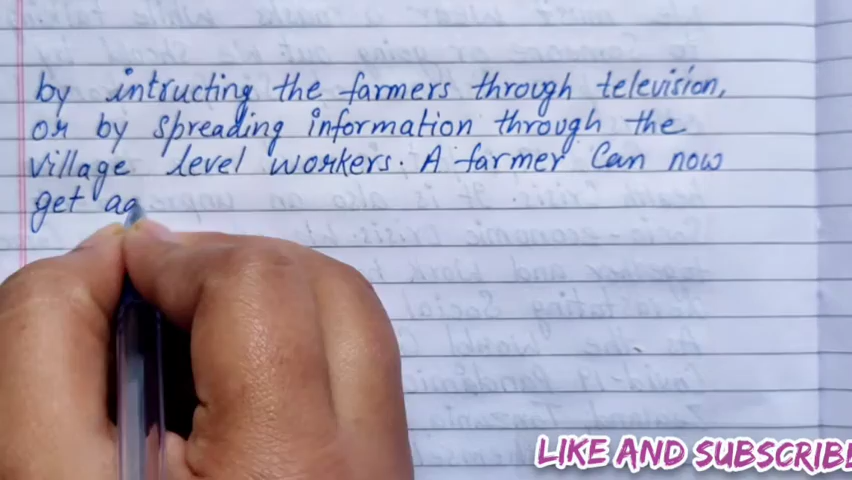 by intructing the farmers through television,
or by spreading information through the
village level workers. A farmer can now
get ag
LIKE AND SUBSCRIBE